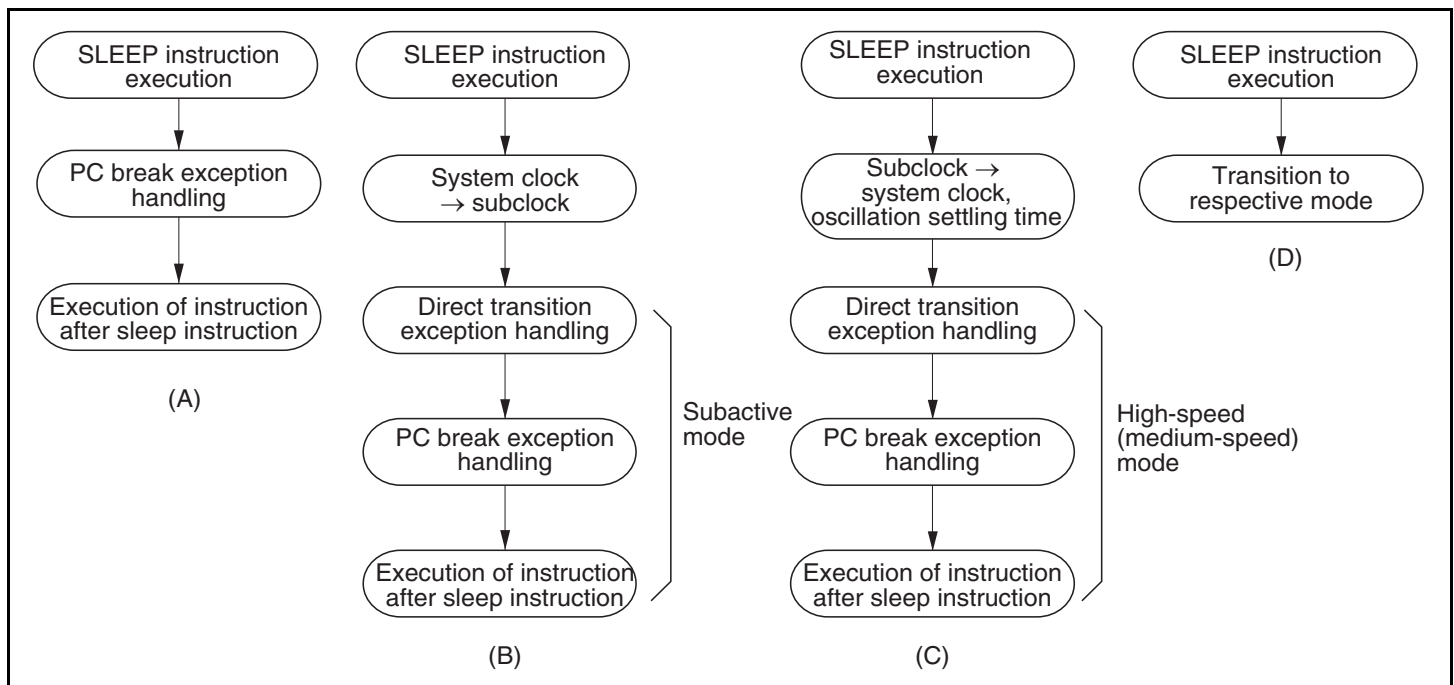 SLEEP instruction
execution
PC break exception
handling
Execution of instruction
after sleep instruction
(A)
SLEEP instruction
execution
System clock
→ subclock
Direct transition
exception handling
PC break exception
handling
Execution of instruction
after sleep instruction
Subactive
mode
(B)
SLEEP instruction
execution
Subclock →
system clock,
oscillation settling time
Direct transition
exception handling
PC break exception
handling
Execution of instruction
after sleep instruction
High-speed
(medium-speed)
mode
(C)
SLEEP instruction
execution
Transition to
respective mode
(D)